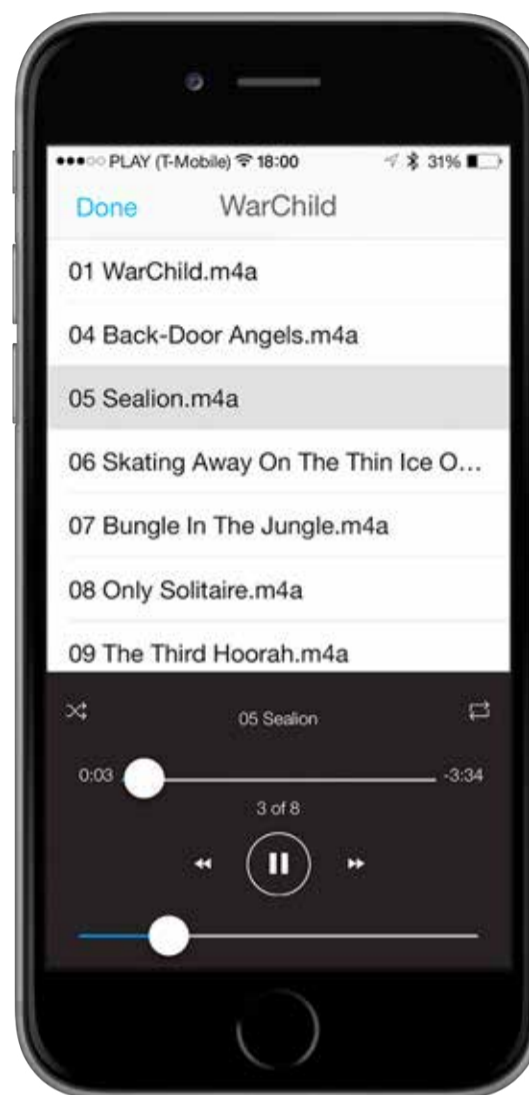 PLAY (T-Mobile) 18:00 31%
Done WarChild
01 WarChild.m4a
04 Back-Door Angels.m4a
05 Sealion.m4a
06 Skating Away On The Thin Ice O...
07 Bungle In The Jungle.m4a
08 Only Solitaire.m4a
09 The Third Hoorah.m4a
05 Sealion
0:03 -3:34
3 of 8